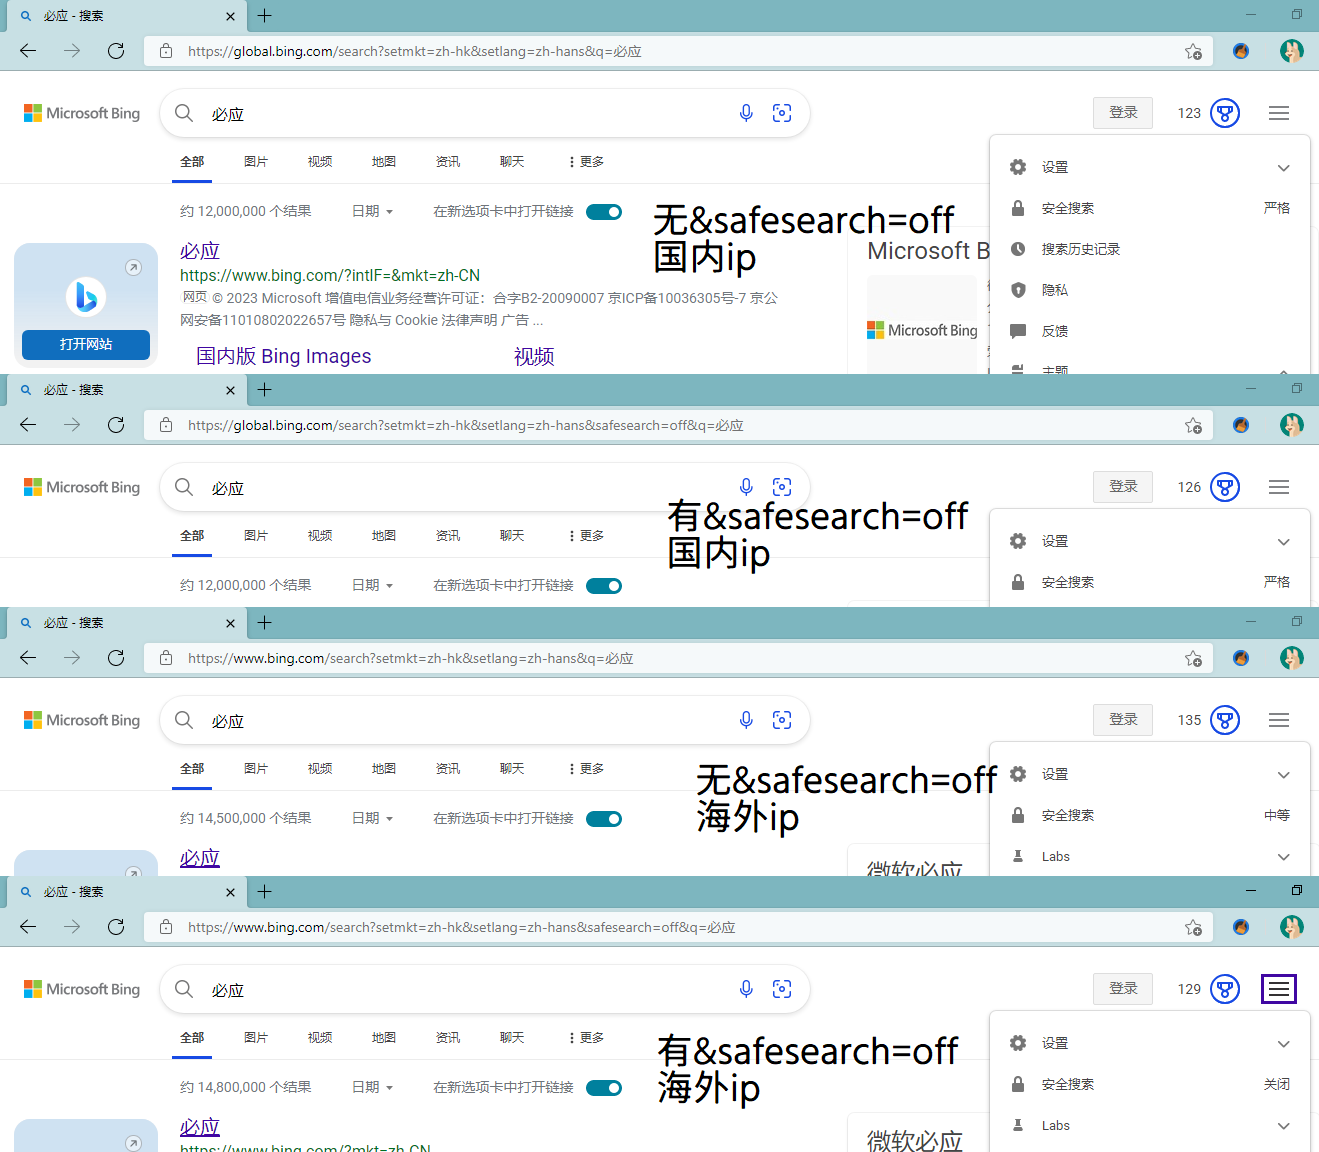 必应 - 搜索
https://global.bing.com/search?setmkt=zh-hk&setlang=zh-hans&q=必应
Microsoft Bing
必应
登录
123
全部 图片 视频 地图 资讯 聊天 更多
设置
约 12,000,000 个结果 日期 在新选项卡中打开链接
无&safesearch=off
国内ip
安全搜索 严格
必应
https://www.bing.com/?intIF=&mkt=zh-CN
网页 © 2023 Microsoft 增值电信业务经营许可证：合字B2-20090007 京ICP备10036305号-7 京公
网安备11010802022657号 隐私与 Cookie 法律声明 广告 ...
打开网站
国内版 Bing Images 视频
Microsoft B
Microsoft Bing
搜索历史记录
隐私
反馈
主题
必应 - 搜索
https://global.bing.com/search?setmkt=zh-hk&setlang=zh-hans&safesearch=off&q=必应
Microsoft Bing
必应
登录
126
全部 图片 视频 地图 资讯 聊天 更多
有&safesearch=off
国内ip
设置
约 12,000,000 个结果 日期 在新选项卡中打开链接
安全搜索 严格
必应 - 搜索
https://www.bing.com/search?setmkt=zh-hk&setlang=zh-hans&q=必应
Microsoft Bing
必应
登录
135
全部 图片 视频 地图 资讯 聊天 更多
无&safesearch=off
海外ip
设置
约 14,500,000 个结果 日期 在新选项卡中打开链接
安全搜索 中等
必应
微软必应
Labs
必应 - 搜索
https://www.bing.com/search?setmkt=zh-hk&setlang=zh-hans&safesearch=off&q=必应
Microsoft Bing
必应
登录
129
全部 图片 视频 地图 资讯 聊天 更多
有&safesearch=off
海外ip
设置
约 14,800,000 个结果 日期 在新选项卡中打开链接
安全搜索 关闭
必应
https://www.bing.com/?mkt=zh-CN
微软必应
Labs